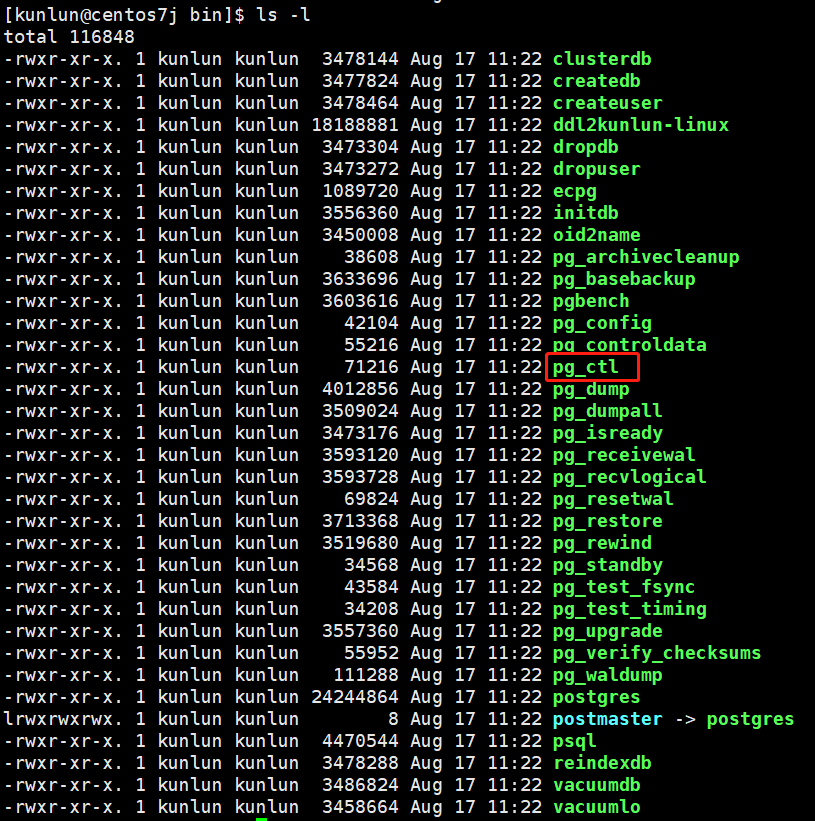 [kunlun@centos7j bin]$ ls -l
total 116848
-rwxr-xr-x. 1 kunlun kunlun  3478144 Aug 17 11:22 clusterdb
-rwxr-xr-x. 1 kunlun kunlun  3477824 Aug 17 11:22 createdb
-rwxr-xr-x. 1 kunlun kunlun  3478464 Aug 17 11:22 createuser
-rwxr-xr-x. 1 kunlun kunlun 18188881 Aug 17 11:22 ddl2kunlun-linux
-rwxr-xr-x. 1 kunlun kunlun  3473304 Aug 17 11:22 dropdb
-rwxr-xr-x. 1 kunlun kunlun  3473272 Aug 17 11:22 dropuser
-rwxr-xr-x. 1 kunlun kunlun  1089720 Aug 17 11:22 ecpg
-rwxr-xr-x. 1 kunlun kunlun  3556360 Aug 17 11:22 initdb
-rwxr-xr-x. 1 kunlun kunlun  3450008 Aug 17 11:22 oid2name
-rwxr-xr-x. 1 kunlun kunlun    38608 Aug 17 11:22 pg_archivecleanup
-rwxr-xr-x. 1 kunlun kunlun  3633696 Aug 17 11:22 pg_basebackup
-rwxr-xr-x. 1 kunlun kunlun  3603616 Aug 17 11:22 pgbench
-rwxr-xr-x. 1 kunlun kunlun    42104 Aug 17 11:22 pg_config
-rwxr-xr-x. 1 kunlun kunlun    55216 Aug 17 11:22 pg_controldata
-rwxr-xr-x. 1 kunlun kunlun    71216 Aug 17 11:22 pg_ctl
-rwxr-xr-x. 1 kunlun kunlun  4012856 Aug 17 11:22 pg_dump
-rwxr-xr-x. 1 kunlun kunlun  3509024 Aug 17 11:22 pg_dumpall
-rwxr-xr-x. 1 kunlun kunlun  3473176 Aug 17 11:22 pg_isready
-rwxr-xr-x. 1 kunlun kunlun  3593120 Aug 17 11:22 pg_receivewal
-rwxr-xr-x. 1 kunlun kunlun  3593728 Aug 17 11:22 pg_recvlogical
-rwxr-xr-x. 1 kunlun kunlun    69824 Aug 17 11:22 pg_resetwal
-rwxr-xr-x. 1 kunlun kunlun  3713368 Aug 17 11:22 pg_restore
-rwxr-xr-x. 1 kunlun kunlun  3519680 Aug 17 11:22 pg_rewind
-rwxr-xr-x. 1 kunlun kunlun    34568 Aug 17 11:22 pg_standby
-rwxr-xr-x. 1 kunlun kunlun    43584 Aug 17 11:22 pg_test_fsync
-rwxr-xr-x. 1 kunlun kunlun    34208 Aug 17 11:22 pg_test_timing
-rwxr-xr-x. 1 kunlun kunlun  3557360 Aug 17 11:22 pg_upgrade
-rwxr-xr-x. 1 kunlun kunlun    55952 Aug 17 11:22 pg_verify_checksums
-rwxr-xr-x. 1 kunlun kunlun   111288 Aug 17 11:22 pg_waldump
-rwxr-xr-x. 1 kunlun kunlun 24244864 Aug 17 11:22 postgres
lrwxrwxrwx. 1 kunlun kunlun        8 Aug 17 11:22 postmaster -> postgres
-rwxr-xr-x. 1 kunlun kunlun  4470544 Aug 17 11:22 psql
-rwxr-xr-x. 1 kunlun kunlun  3478288 Aug 17 11:22 reindexdb
-rwxr-xr-x. 1 kunlun kunlun  3486824 Aug 17 11:22 vacuumdb
-rwxr-xr-x. 1 kunlun kunlun  3458664 Aug 17 11:22 vacuumlo